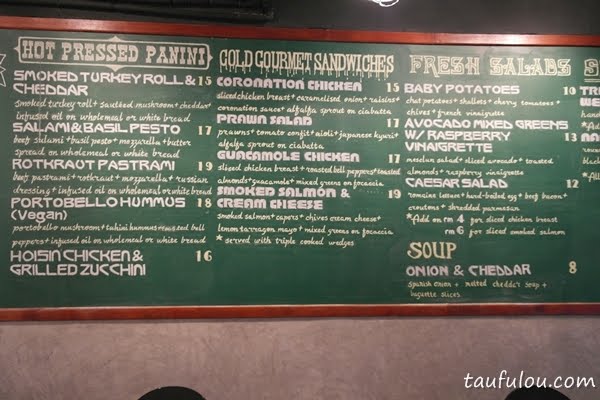 HOT PRESSED PANINI
SMOKED TURKEY ROLL & 15
CHEDDAR
smoked turkey roll + sauteed mushroom + cheddar +
infused oil on wholemeal or white bread
SALAMI & BASIL PESTO 17
beef salami + basil pesto + mozzarella + butter
spread on wholemeal or white bread
ROTKRAUT PASTRAMI 19
beef pastrami + rotkraut + mozzarella + russian
dressing + infused oil on wholemeal or white bread
PORTOBELLO HUMMUS 18
(Vegan)
portobello mushroom + tahini hummus + roasted bell
peppers + infused oil on wholemeal or white bread
HOISIN CHICKEN & 16
GRILLED ZUCCHINI
COLD GOURMET SANDWICHES
CORONATION CHICKEN 15
sliced chicken breast + caramelised onion + raisins +
coronation sauce + alfalfa sprout on ciabatta
PRAWN SALAD 17
prawns + tomato confit + aioli + japanese kyuri +
alfalfa sprout on ciabatta
GUACAMOLE CHICKEN 17
sliced chicken breast + roasted bell peppers + toasted
almonds + guacamole + mixed greens on focaccia
SMOKED SALMON & 19
CREAM CHEESE
smoked salmon + capers + chives cream cheese +
lemon tarragon mayo + mixed greens on focaccia
* served with triple cooked wedges
FRESH SALADS
BABY POTATOES 10
chat potatoes + shallots + cherry tomatoes +
chives + french vinaigrette
AVOCADO MIXED GREENS
W/ RASPBERRY 13
VINAIGRETTE
mesclun salad + sliced avocado + toasted
almonds + raspberry vinaigrette
CAESAR SALAD 12
romaine lettuce + hard-boiled egg + beef bacon +
croutons + shredded parmesan
*Add on rm 4 for sliced chicken breast
rm 6 for sliced smoked salmon
SOUP
ONION & CHEDDAR 8
spanish onion + melted cheddar soup +
baguette slices
taufulou.com